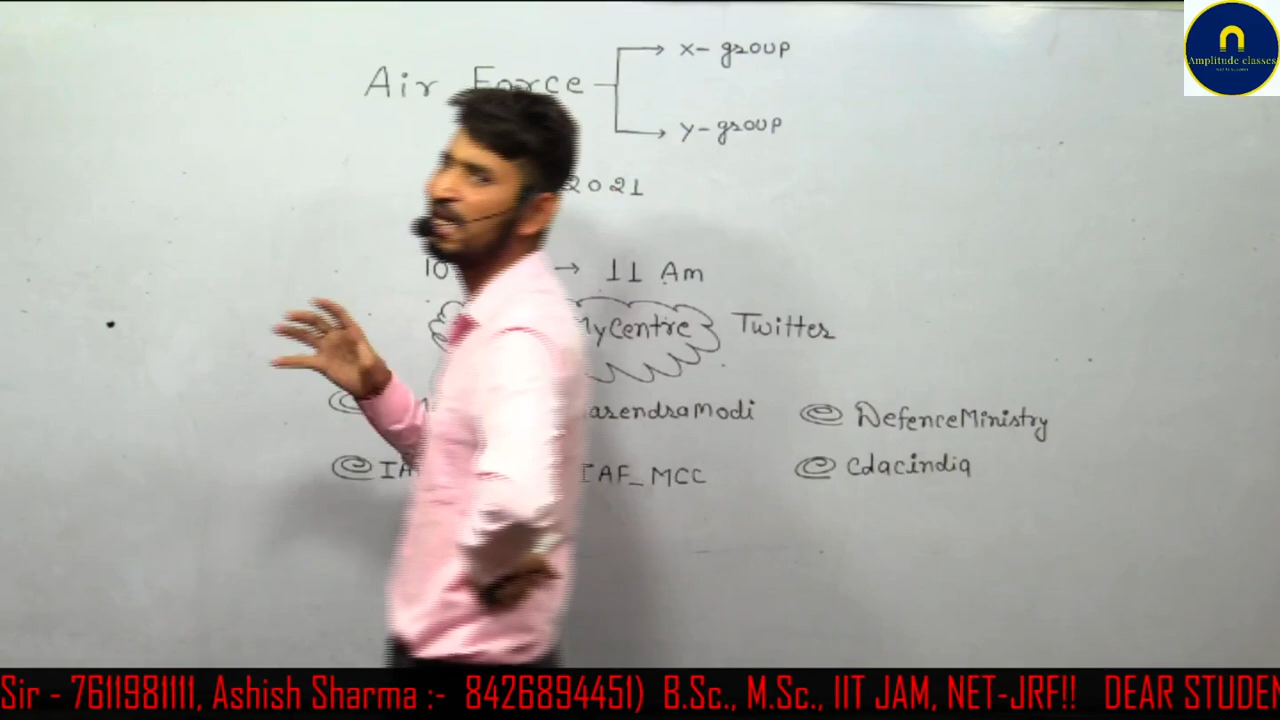 Amplitude classes
x- group
Air Force
y- group
2021
10 → 11 Am
MyCentre Twitter
@ arendraModi @ DefenceMinistry
@ IA IAF_MCC @ Cdacindia
Sir - 7611981111, Ashish Sharma :- 8426894451) B.Sc., M.Sc., IIT JAM, NET-JRF!! DEAR STUDEN